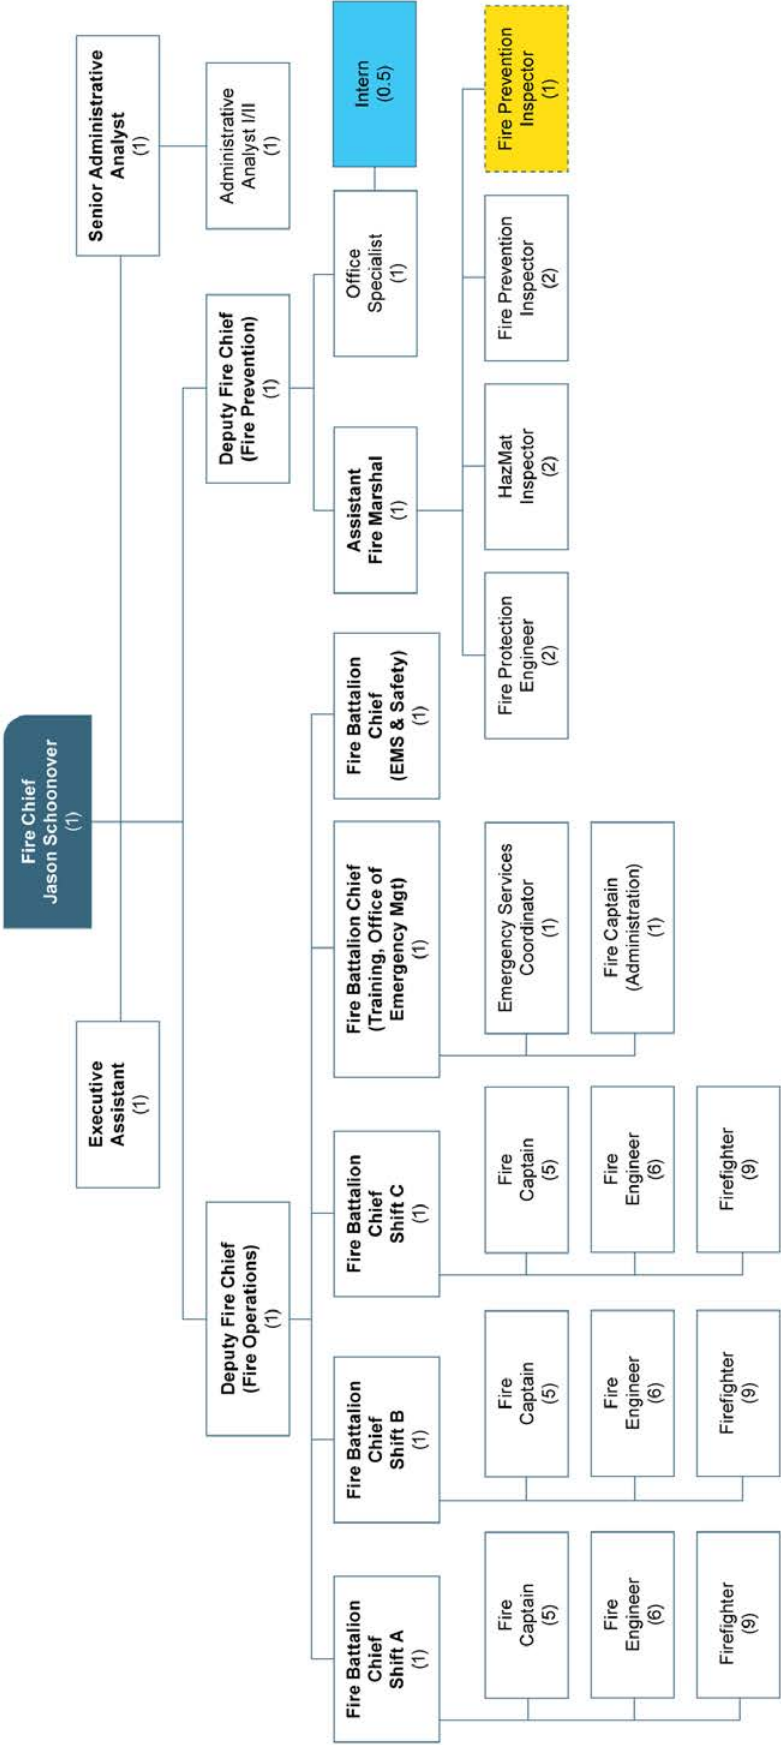 Fire Chief
Jason Schoonover
(1)
Executive
Assistant
(1)
Senior Administrative
Analyst
(1)
Administrative
Analyst I/II
(1)
Deputy Fire Chief
(Fire Operations)
(1)
Deputy Fire Chief
(Fire Prevention)
(1)
Fire Battalion
Chief
Shift A
(1)
Fire Battalion
Chief
Shift B
(1)
Fire Battalion
Chief
Shift C
(1)
Fire Battalion Chief
(Training, Office of
Emergency Mgt)
(1)
Fire Battalion
Chief
(EMS & Safety)
(1)
Assistant
Fire Marshal
(1)
Office
Specialist
(1)
Intern
(0.5)
Fire
Captain
(5)
Fire
Engineer
(6)
Firefighter
(9)
Fire
Captain
(5)
Fire
Engineer
(6)
Firefighter
(9)
Fire
Captain
(5)
Fire
Engineer
(6)
Firefighter
(9)
Emergency Services
Coordinator
(1)
Fire Captain
(Administration)
(1)
Fire Protection
Engineer
(2)
HazMat
Inspector
(2)
Fire Prevention
Inspector
(2)
Fire Prevention
Inspector
(1)